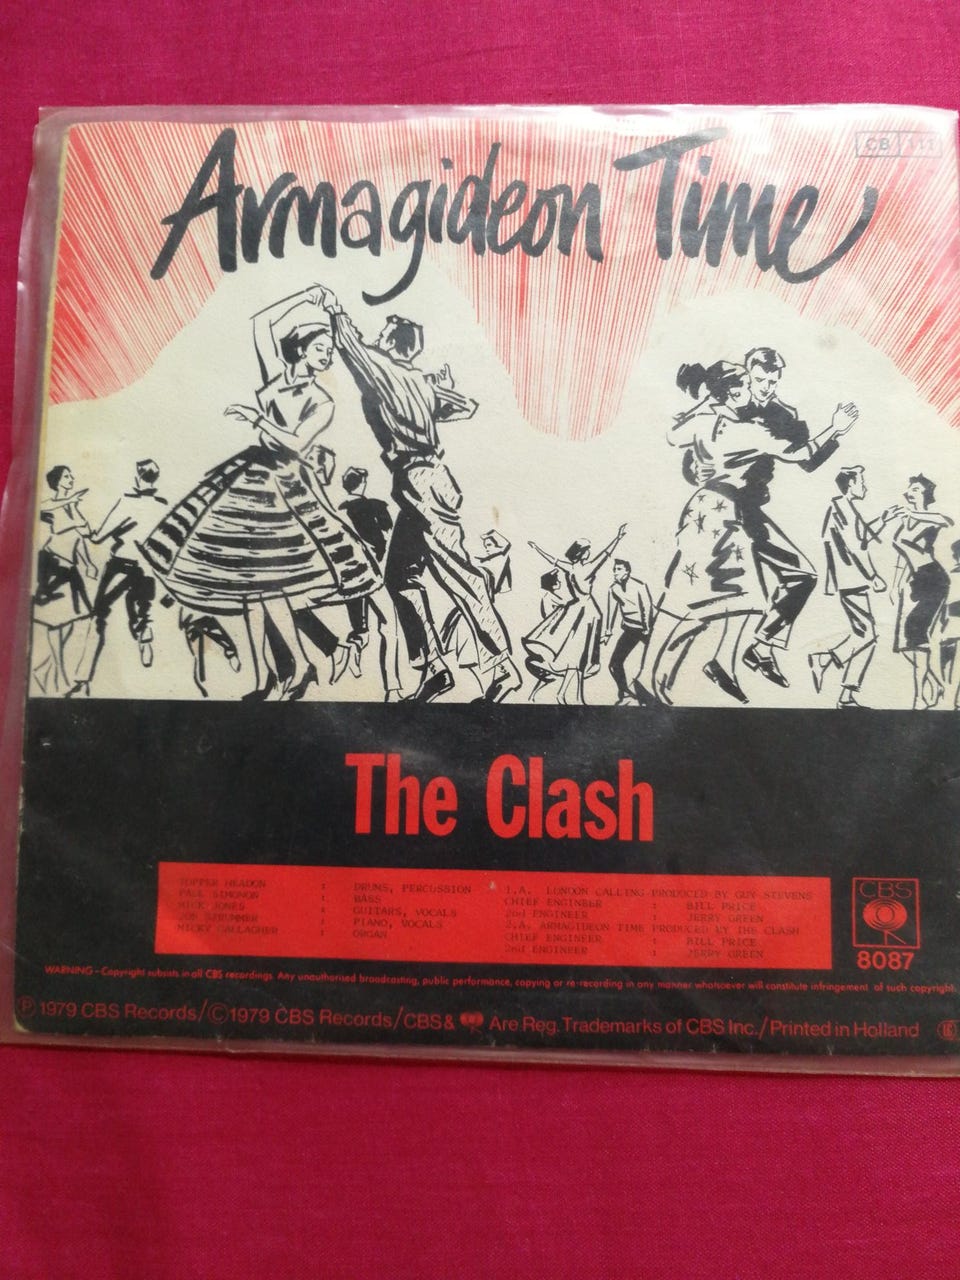 CB 111
Armagideon Time
The Clash
TOPPER HEADON : DRUMS, PERCUSSION
PAUL SIMONON : BASS
MICK JONES : GUITARS, VOCALS
JOE STRUMMER : PIANO, VOCALS
MICKY GALLAGHER : ORGAN
1.A. LONDON CALLING PRODUCED BY GUY STEVENS
CHIEF ENGINEER : BILL PRICE
2nd ENGINEER : JERRY GREEN
2.A. ARMAGIDEON TIME PRODUCED BY THE CLASH
CHIEF ENGINEER : BILL PRICE
2nd ENGINEER : JERRY GREEN
CBS
8087
WARNING–Copyright subsists in all CBS recordings. Any unauthorised broadcasting, public performance, copying or re-recording in any manner whatsoever will constitute infringement of such copyright.
Ⓟ 1979 CBS Records/Ⓒ 1979 CBS Records/CBS & Are Reg. Trademarks of CBS Inc./Printed in Holland